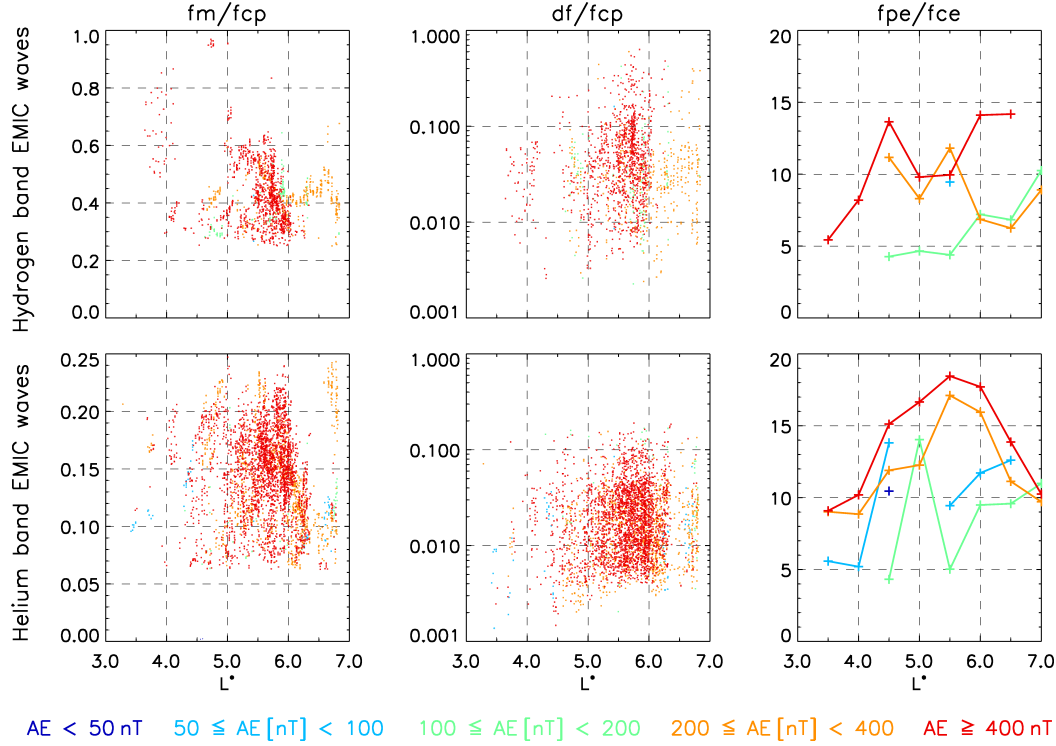 fm/fcp df/fcp fpe/fce
Hydrogen band EMIC waves
1.0 1.000 20
0.8 15
0.6 0.100
0.4 10
0.2 0.010 5
0.0 0.001 0
Helium band EMIC waves
0.25 1.000 20
0.20 15
0.15 0.100
0.10 10
0.05 0.010 5
0.00 0.001 0
3.0 4.0 5.0 6.0 7.0 3.0 4.0 5.0 6.0 7.0 3.0 4.0 5.0 6.0 7.0
L* L* L*
AE < 50 nT 50 ≦ AE[nT] < 100 100 ≦ AE[nT] < 200 200 ≦ AE[nT] < 400 AE ≧ 400 nT